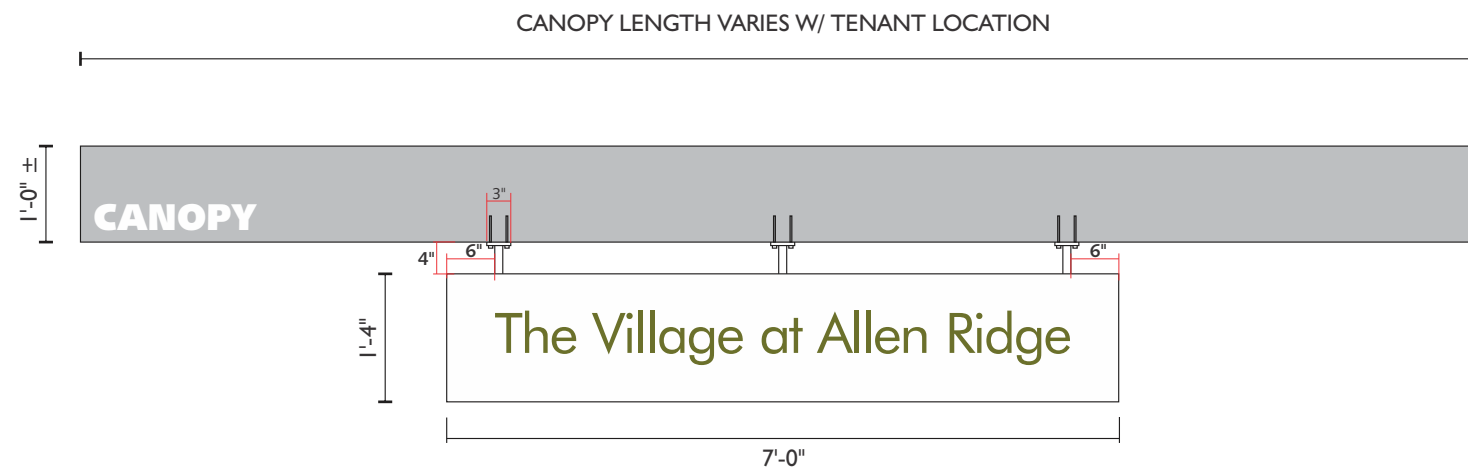 CANOPY LENGTH VARIES W/ TENANT LOCATION
1'-0" ±
CANOPY
3"
4"
6"
6"
1'-4"
The Village at Allen Ridge
7'-0"